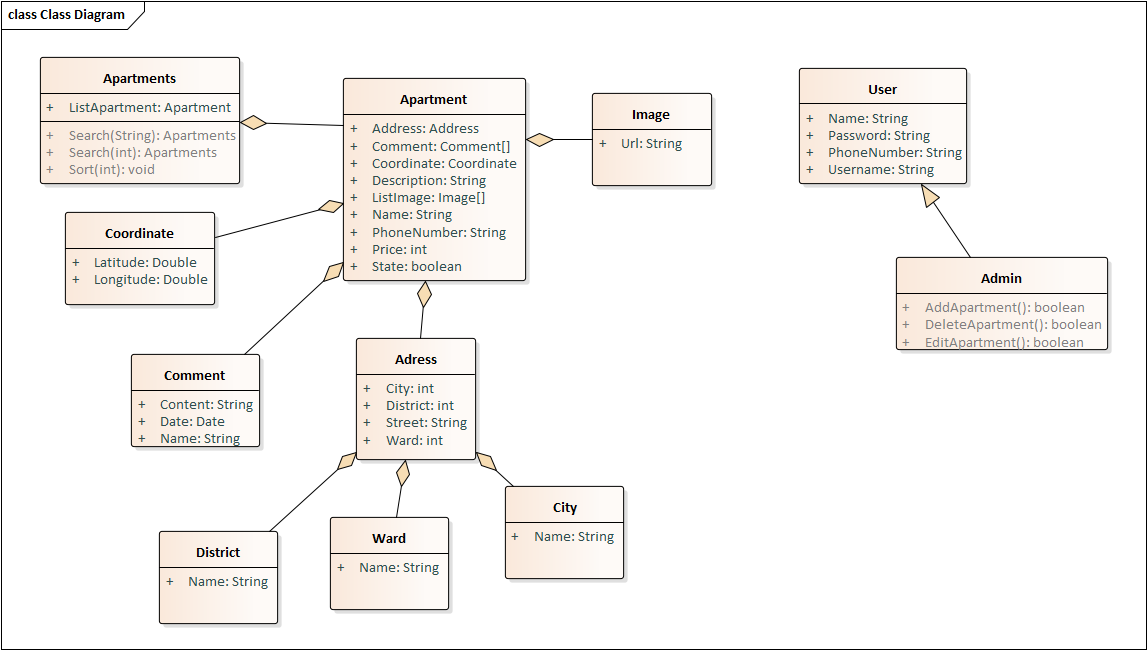 class Class Diagram
Apartments
+ ListApartment: Apartment
+ Search(String): Apartments
+ Search(int): Apartments
+ Sort(int): void
Apartment
+ Address: Address
+ Comment: Comment[]
+ Coordinate: Coordinate
+ Description: String
+ ListImage: Image[]
+ Name: String
+ PhoneNumber: String
+ Price: int
+ State: boolean
Image
+ Url: String
User
+ Name: String
+ Password: String
+ PhoneNumber: String
+ Username: String
Coordinate
+ Latitude: Double
+ Longitude: Double
Admin
+ AddApartment(): boolean
+ DeleteApartment(): boolean
+ EditApartment(): boolean
Comment
+ Content: String
+ Date: Date
+ Name: String
Adress
+ City: int
+ District: int
+ Street: String
+ Ward: int
District
+ Name: String
Ward
+ Name: String
City
+ Name: String